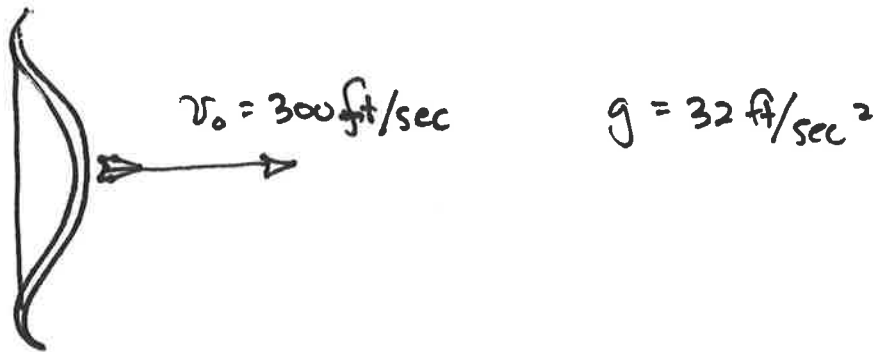 v₀ = 300 ft/sec
g = 32 ft/sec²